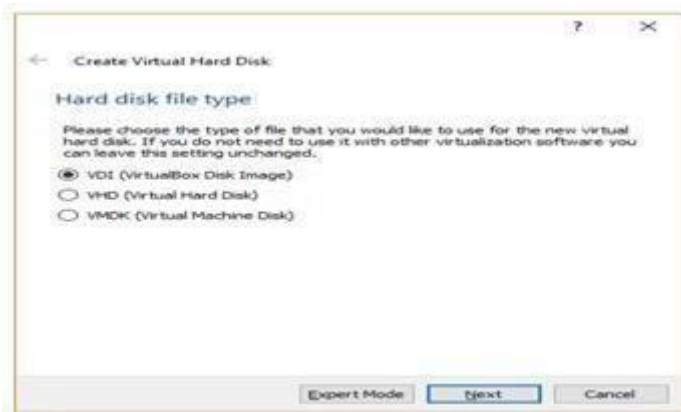 ? ×
← Create Virtual Hard Disk
Hard disk file type
Please choose the type of file that you would like to use for the new virtual
hard disk. If you do not need to use it with other virtualization software you
can leave this setting unchanged.
VDI (VirtualBox Disk Image)
VHD (Virtual Hard Disk)
VMDK (Virtual Machine Disk)
Expert Mode Next Cancel